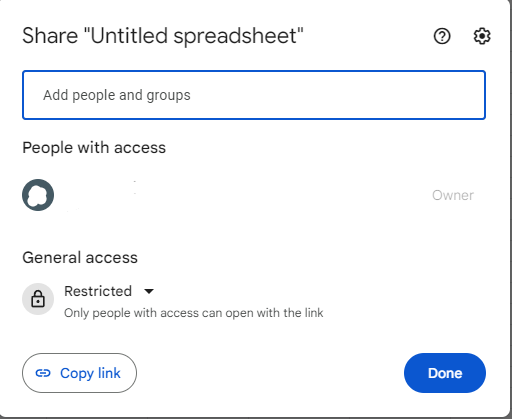 Share "Untitled spreadsheet"
Add people and groups
People with access
Owner
General access
Restricted
Only people with access can open with the link
Copy link
Done